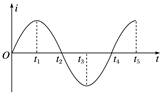 i
O
t₁ t₂ t₃ t₄ t₅ t